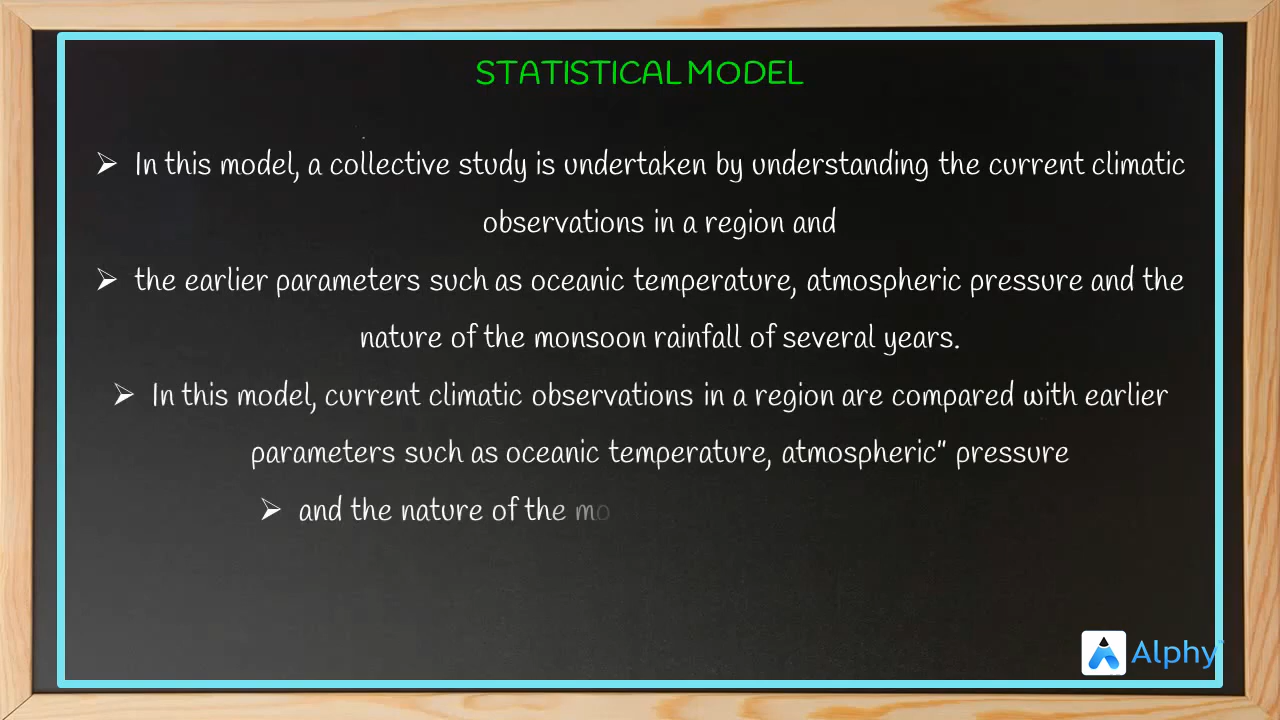 STATISTICAL MODEL
➢ In this model, a collective study is undertaken by understanding the current climatic
observations in a region and
➢ the earlier parameters such as oceanic temperature, atmospheric pressure and the
nature of the monsoon rainfall of several years.
➢ In this model, current climatic observations in a region are compared with earlier
parameters such as oceanic temperature, atmospheric” pressure
➢ and the nature of the mo
Alphy